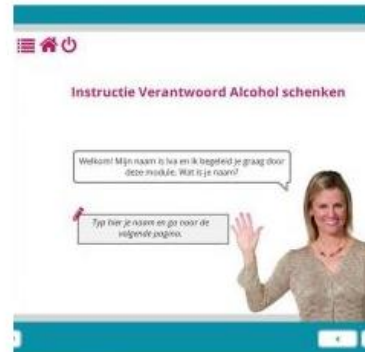 Instructie Verantwoord Alcohol schenken
Welkom! Mijn naam is Iva en ik begeleid je graag door
deze module. Wat is je naam?
Typ hier je naam en ga naar de
volgende pagina.